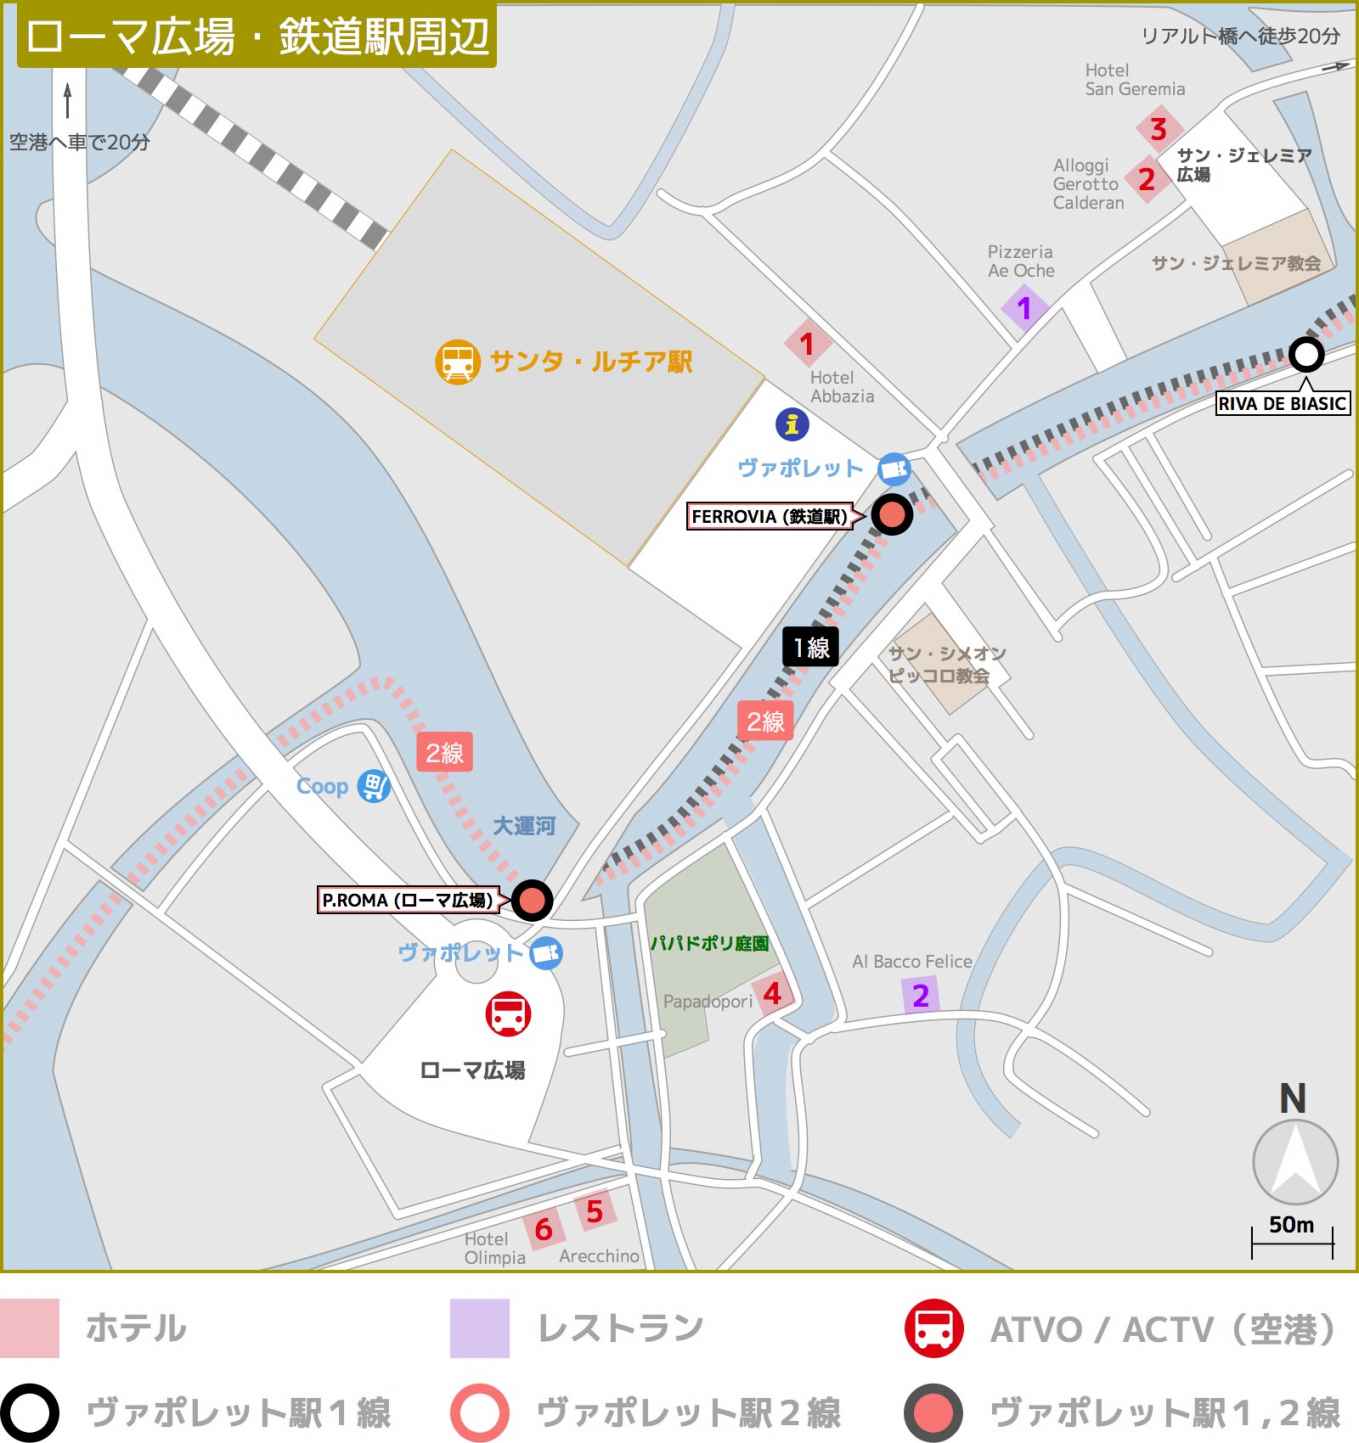 ローマ広場・鉄道駅周辺
リアルト橋へ徒歩20分
空港へ車で20分
Hotel
San Geremia
3
サン・ジェレミア
広場
Alloggi
Gerotto
Calderan
2
サン・ジェレミア教会
Pizzeria
Ae Oche
1
サンタ・ルチア駅
1
Hotel
Abbazia
i
ヴァポレット
RIVA DE BIASIC
FERROVIA (鉄道駅)
1線
サン・シメオン
ピッコロ教会
2線
2線
Coop
大運河
P.ROMA (ローマ広場)
ヴァポレット
パパドポリ庭園
Papadopori
4
Al Bacco Felice
2
ローマ広場
N
50m
5
6
Hotel
Olimpia
Arecchino
ホテル
レストラン
ATVO / ACTV（空港）
ヴァポレット駅１線
ヴァポレット駅２線
ヴァポレット駅１,２線